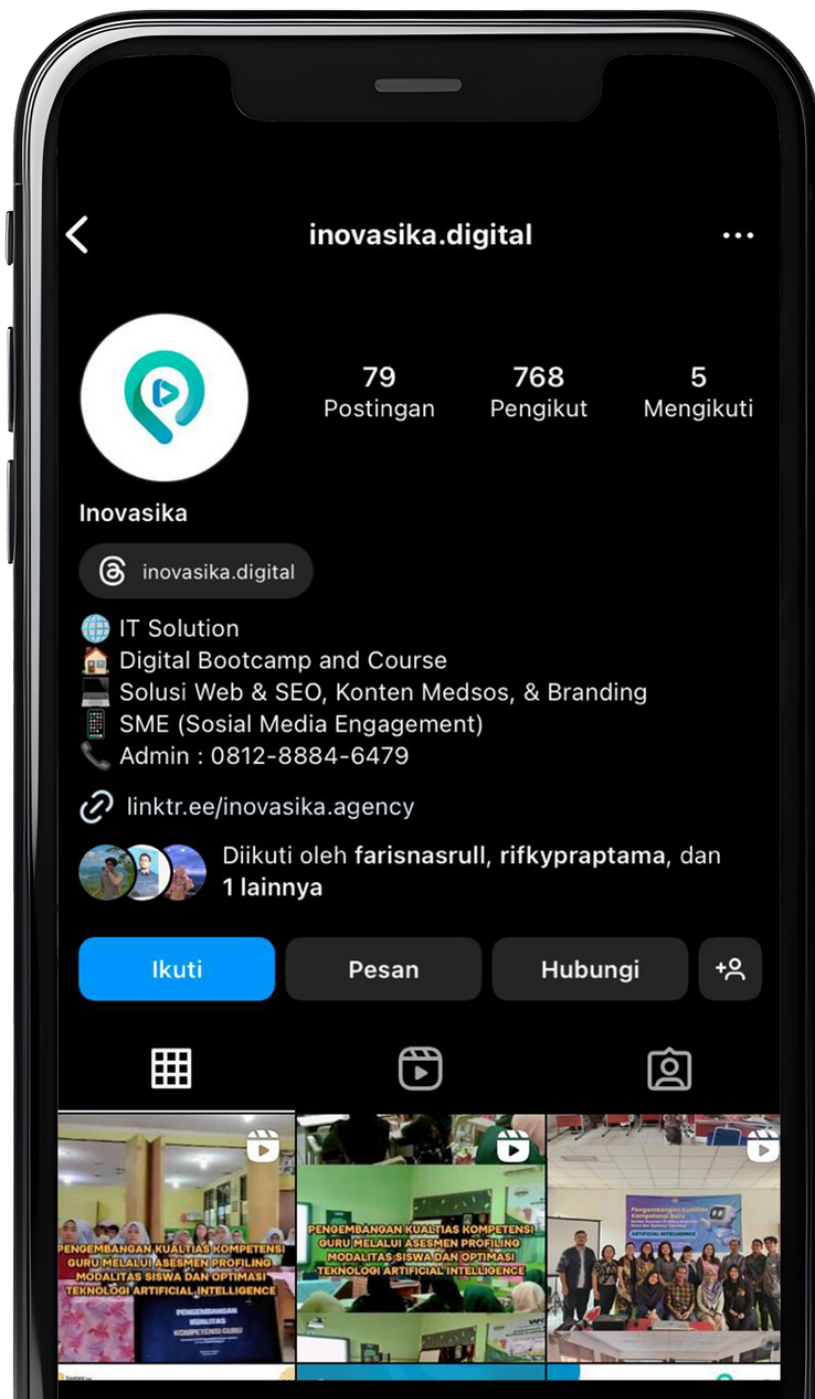 inovasika.digital
79
768
5
Postingan
Pengikut
Mengikuti
Inovasika
inovasika.digital
IT Solution
Digital Bootcamp and Course
Solusi Web & SEO, Konten Medsos, & Branding
SME (Sosial Media Engagement)
Admin : 0812-8884-6479
linktr.ee/inovasika.agency
Diikuti oleh farisnasrull, rifkypraptama, dan
1 lainnya
Ikuti
Pesan
Hubungi
PENGEMBANGAN KUALTIAS KOMPETENSI
GURU MELALUI ASESMEN PROFILING
MODALITAS SISWA DAN OPTIMASI
TEKNOLOGI ARTIFICIAL INTELLIGENCE
PENGEMBANGAN
KUALITAS
KOMPETENSI GURU
PENGEMBANGAN KUALTIAS KOMPETENSI
GURU MELALUI ASESMEN PROFILING
MODALITAS SISWA DAN OPTIMASI
TEKNOLOGI ARTIFICIAL INTELLIGENCE
Pengembangan Kualitas
Kompetensi Guru
ARTIFICIAL INTELLIGENCE